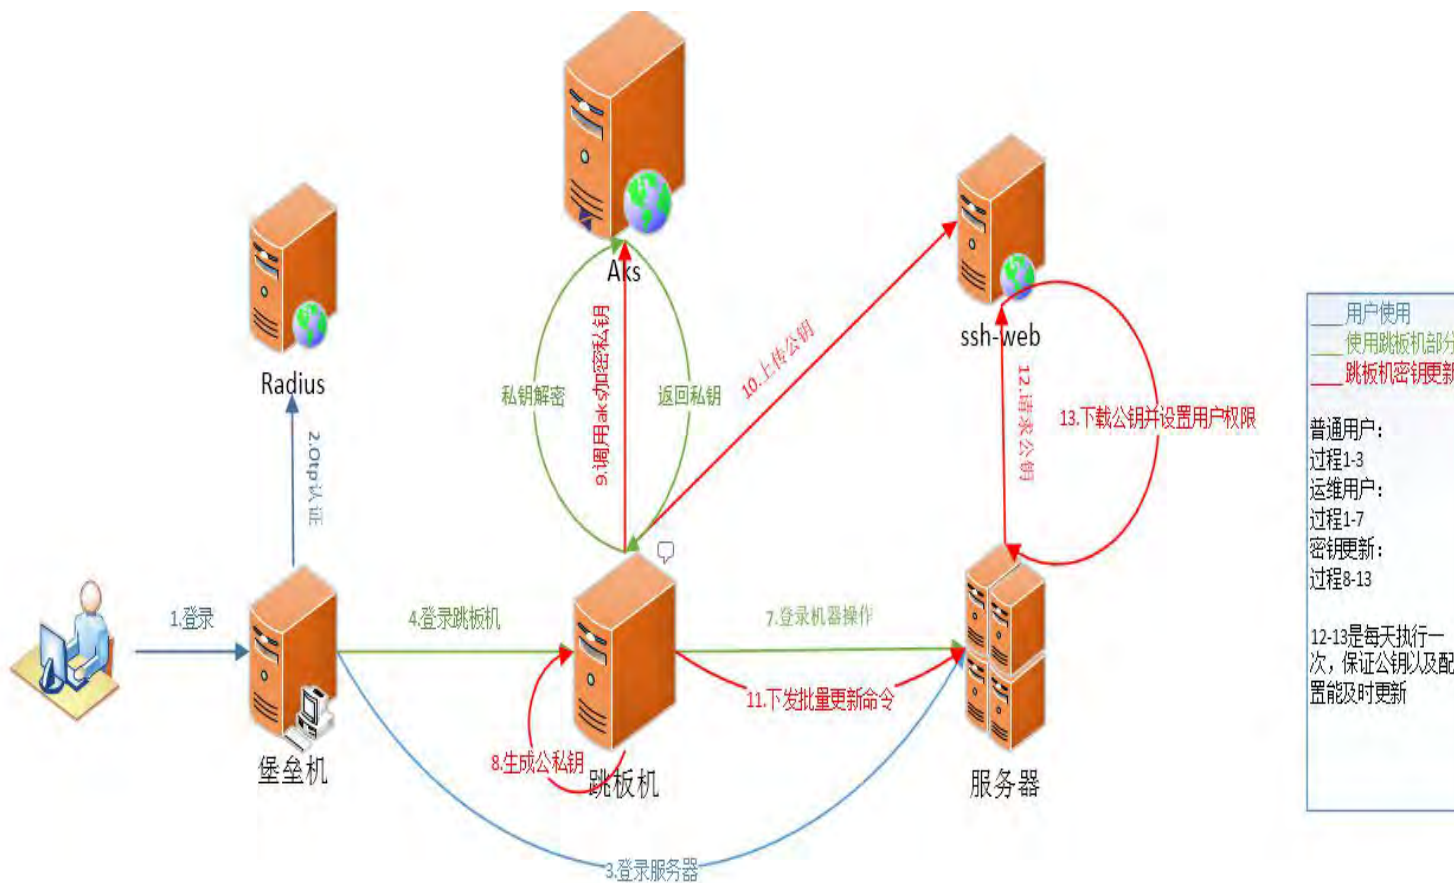 Aks
ssh-web
Radius
私钥解密
9.调用aks加密私钥
返回私钥
10.上传公钥
12.请求公钥
13.下载公钥并设置用户权限
2.Otp认证
1.登录
4.登录跳板机
7.登录机器操作
11.下发批量更新命令
8.生成公私钥
堡垒机
跳板机
服务器
3.登录服务器
用户使用
使用跳板机部分
跳板机密钥更新
普通用户：
过程1-3
运维用户：
过程1-7
密钥更新：
过程8-13
12-13是每天执行一
次，保证公钥以及配
置能及时更新